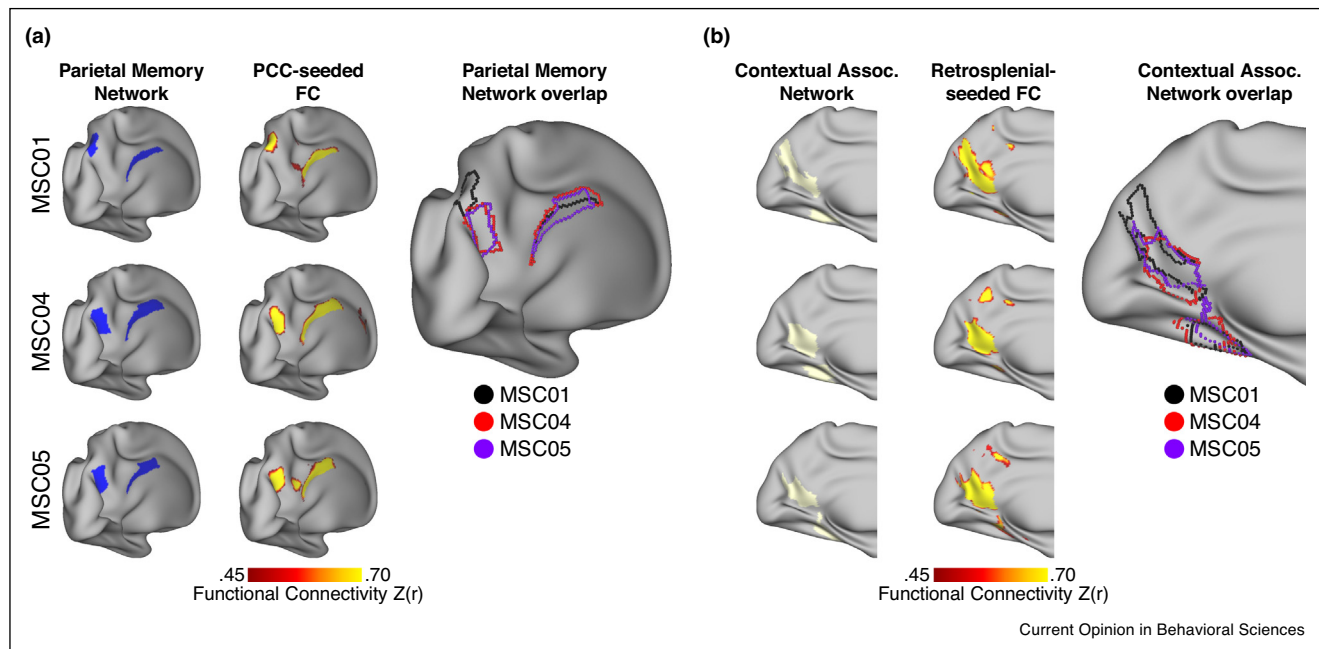 (a)
Parietal Memory
Network
PCC-seeded
FC
Parietal Memory
Network overlap
MSC01
MSC04
MSC05
MSC01
MSC04
MSC05
.45
.70
Functional Connectivity Z(r)
(b)
Contextual Assoc.
Network
Retrosplenial-
seeded FC
Contextual Assoc.
Network overlap
MSC01
MSC04
MSC05
.45
.70
Functional Connectivity Z(r)
Current Opinion in Behavioral Sciences